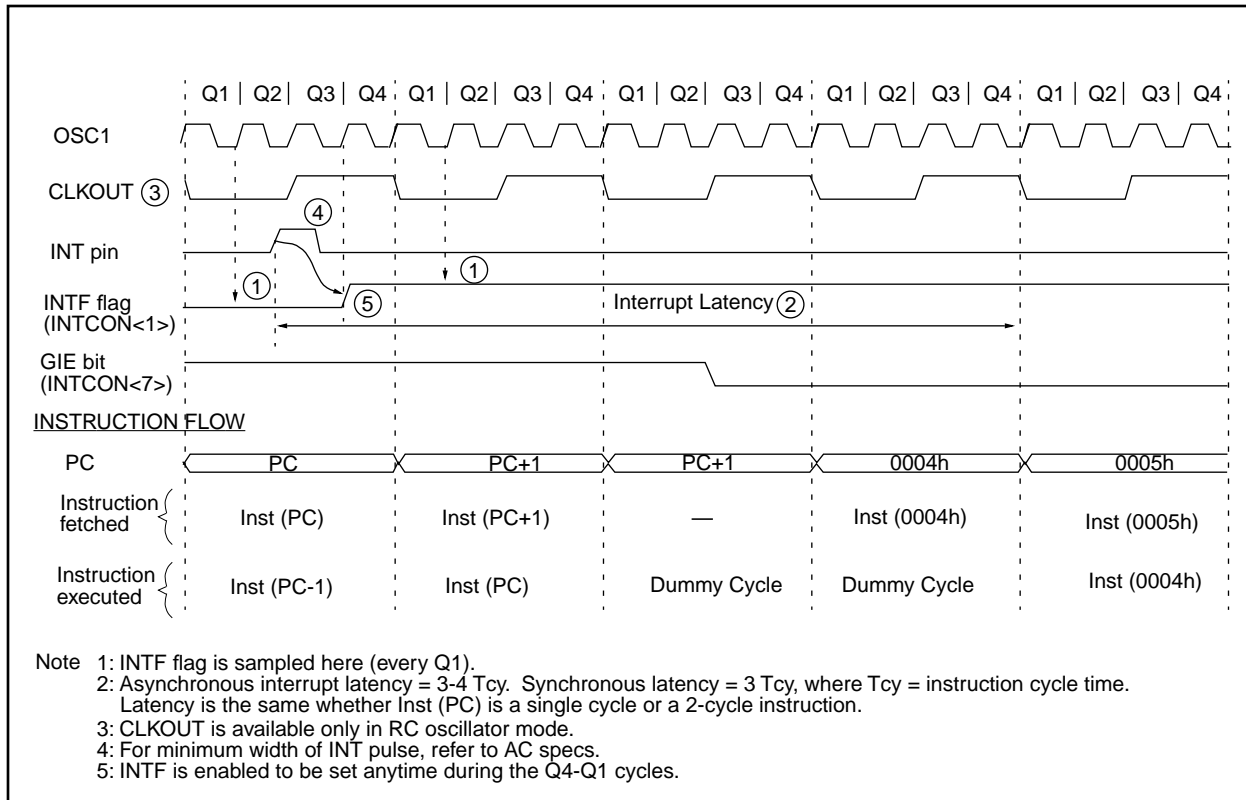 Q1 | Q2 | Q3 | Q4 Q1 | Q2 | Q3 | Q4 Q1 | Q2 | Q3 | Q4 Q1 | Q2 | Q3 | Q4 Q1 | Q2 | Q3 | Q4
OSC1
CLKOUT 3
4
INT pin
1 1
INTF flag
(INTCON<1>)
5 Interrupt Latency 2
GIE bit
(INTCON<7>)
INSTRUCTION FLOW
PC PC PC+1 PC+1 0004h 0005h
Instruction
fetched
Inst (PC) Inst (PC+1) — Inst (0004h) Inst (0005h)
Instruction
executed
Inst (PC-1) Inst (PC) Dummy Cycle Dummy Cycle Inst (0004h)
Note 1: INTF flag is sampled here (every Q1).
2: Asynchronous interrupt latency = 3-4 Tcy. Synchronous latency = 3 Tcy, where Tcy = instruction cycle time.
Latency is the same whether Inst (PC) is a single cycle or a 2-cycle instruction.
3: CLKOUT is available only in RC oscillator mode.
4: For minimum width of INT pulse, refer to AC specs.
5: INTF is enabled to be set anytime during the Q4-Q1 cycles.